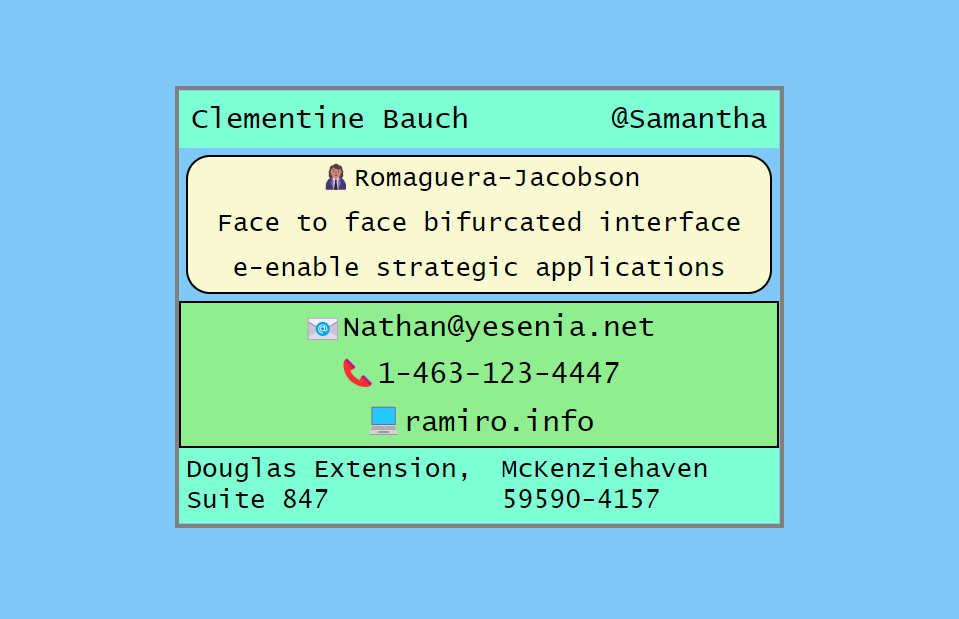 Clementine Bauch @Samantha
Romaguera-Jacobson
Face to face bifurcated interface
e-enable strategic applications
Nathan@yesenia.net
1-463-123-4447
ramiro.info
Douglas Extension, McKenziehaven
Suite 847 59590-4157